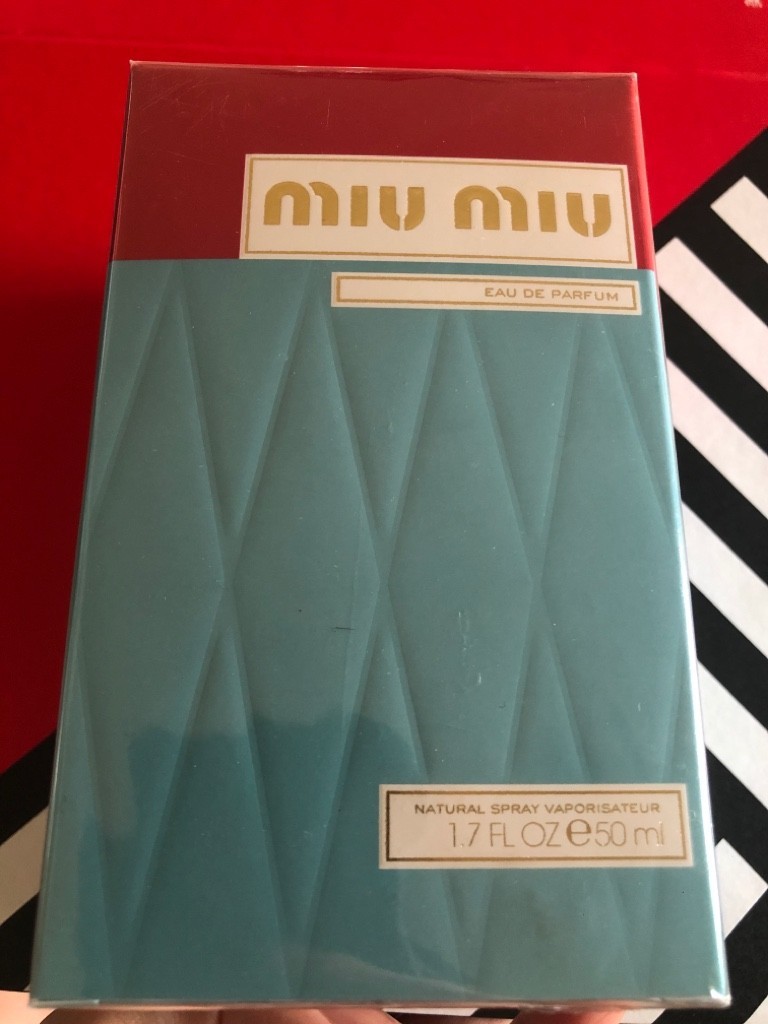 miu miu
EAU DE PARFUM
NATURAL SPRAY VAPORISATEUR
1.7 FL OZ e 50 ml